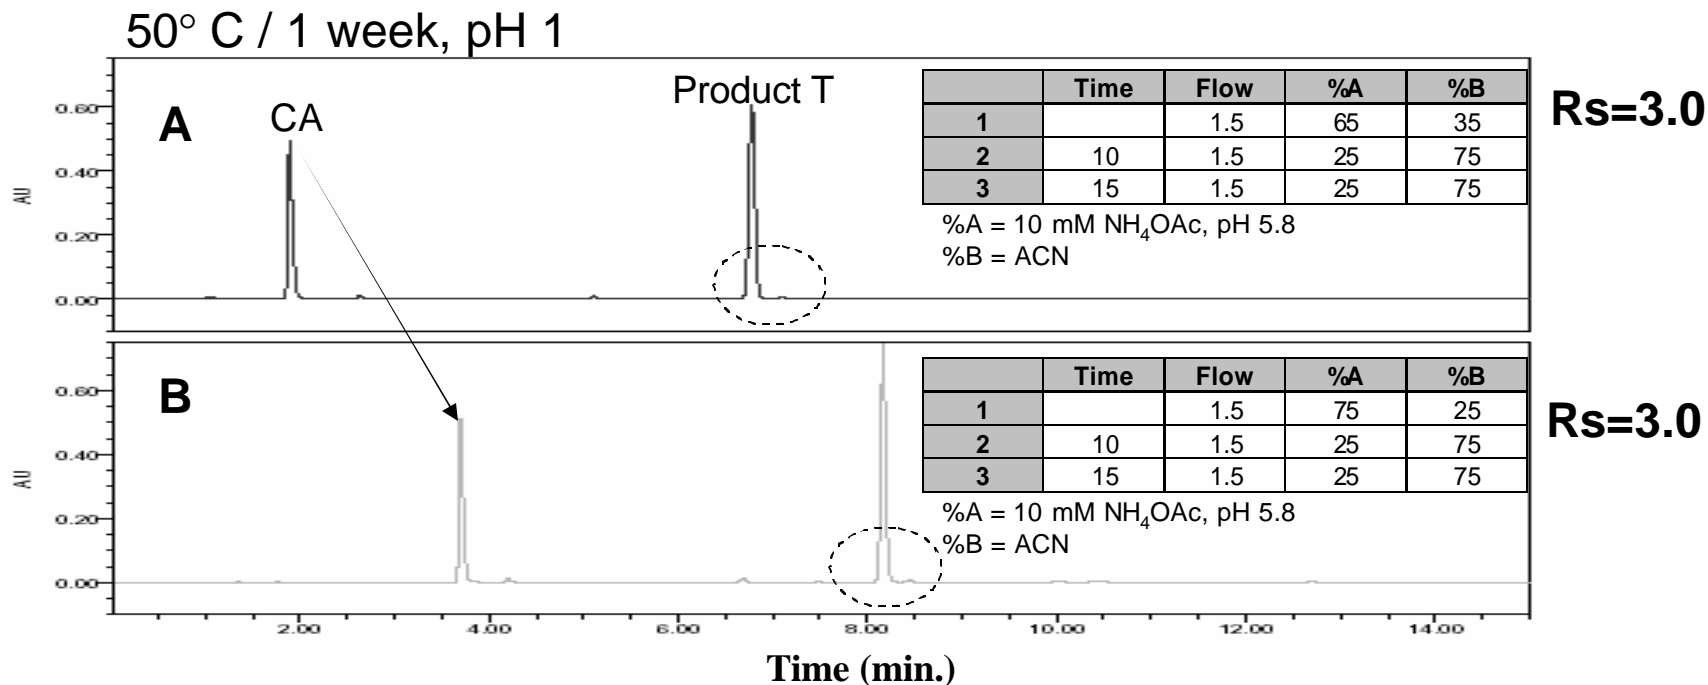 50° C / 1 week, pH 1
A
CA
Product T
Rs=3.0
Time Flow %A %B
1 1.5 65 35
2 10 1.5 25 75
3 15 1.5 25 75
%A = 10 mM NH₄OAc, pH 5.8
%B = ACN
0.60
0.40
0.20
0.00
AU
B
Rs=3.0
Time Flow %A %B
1 1.5 75 25
2 10 1.5 25 75
3 15 1.5 25 75
%A = 10 mM NH₄OAc, pH 5.8
%B = ACN
0.60
0.40
0.20
0.00
AU
2.00 4.00 6.00 8.00 10.00 12.00 14.00
Time (min.)